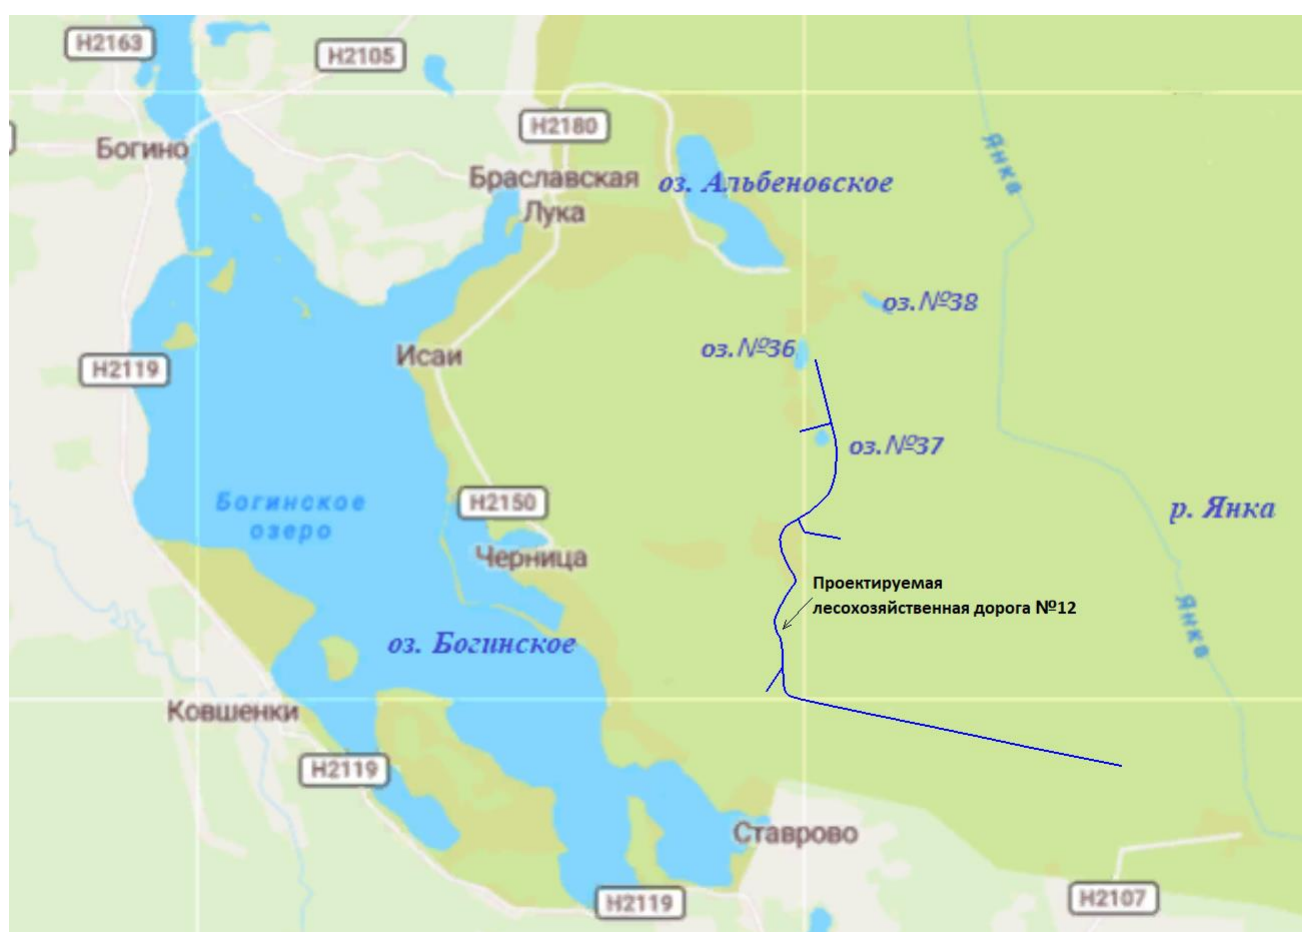 Н2163
Н2105
Н2180
Богино
Янка
Браславская
Лука
оз. Альбеновское
оз.№38
оз.№36
Исаи
Н2119
оз.№37
Богинское
озеро
Н2150
р. Янка
Черница
Проектируемая
лесохозяйственная дорога №12
Янка
оз. Богинское
Ковшенки
Н2119
Ставрово
Н2119
Н2107